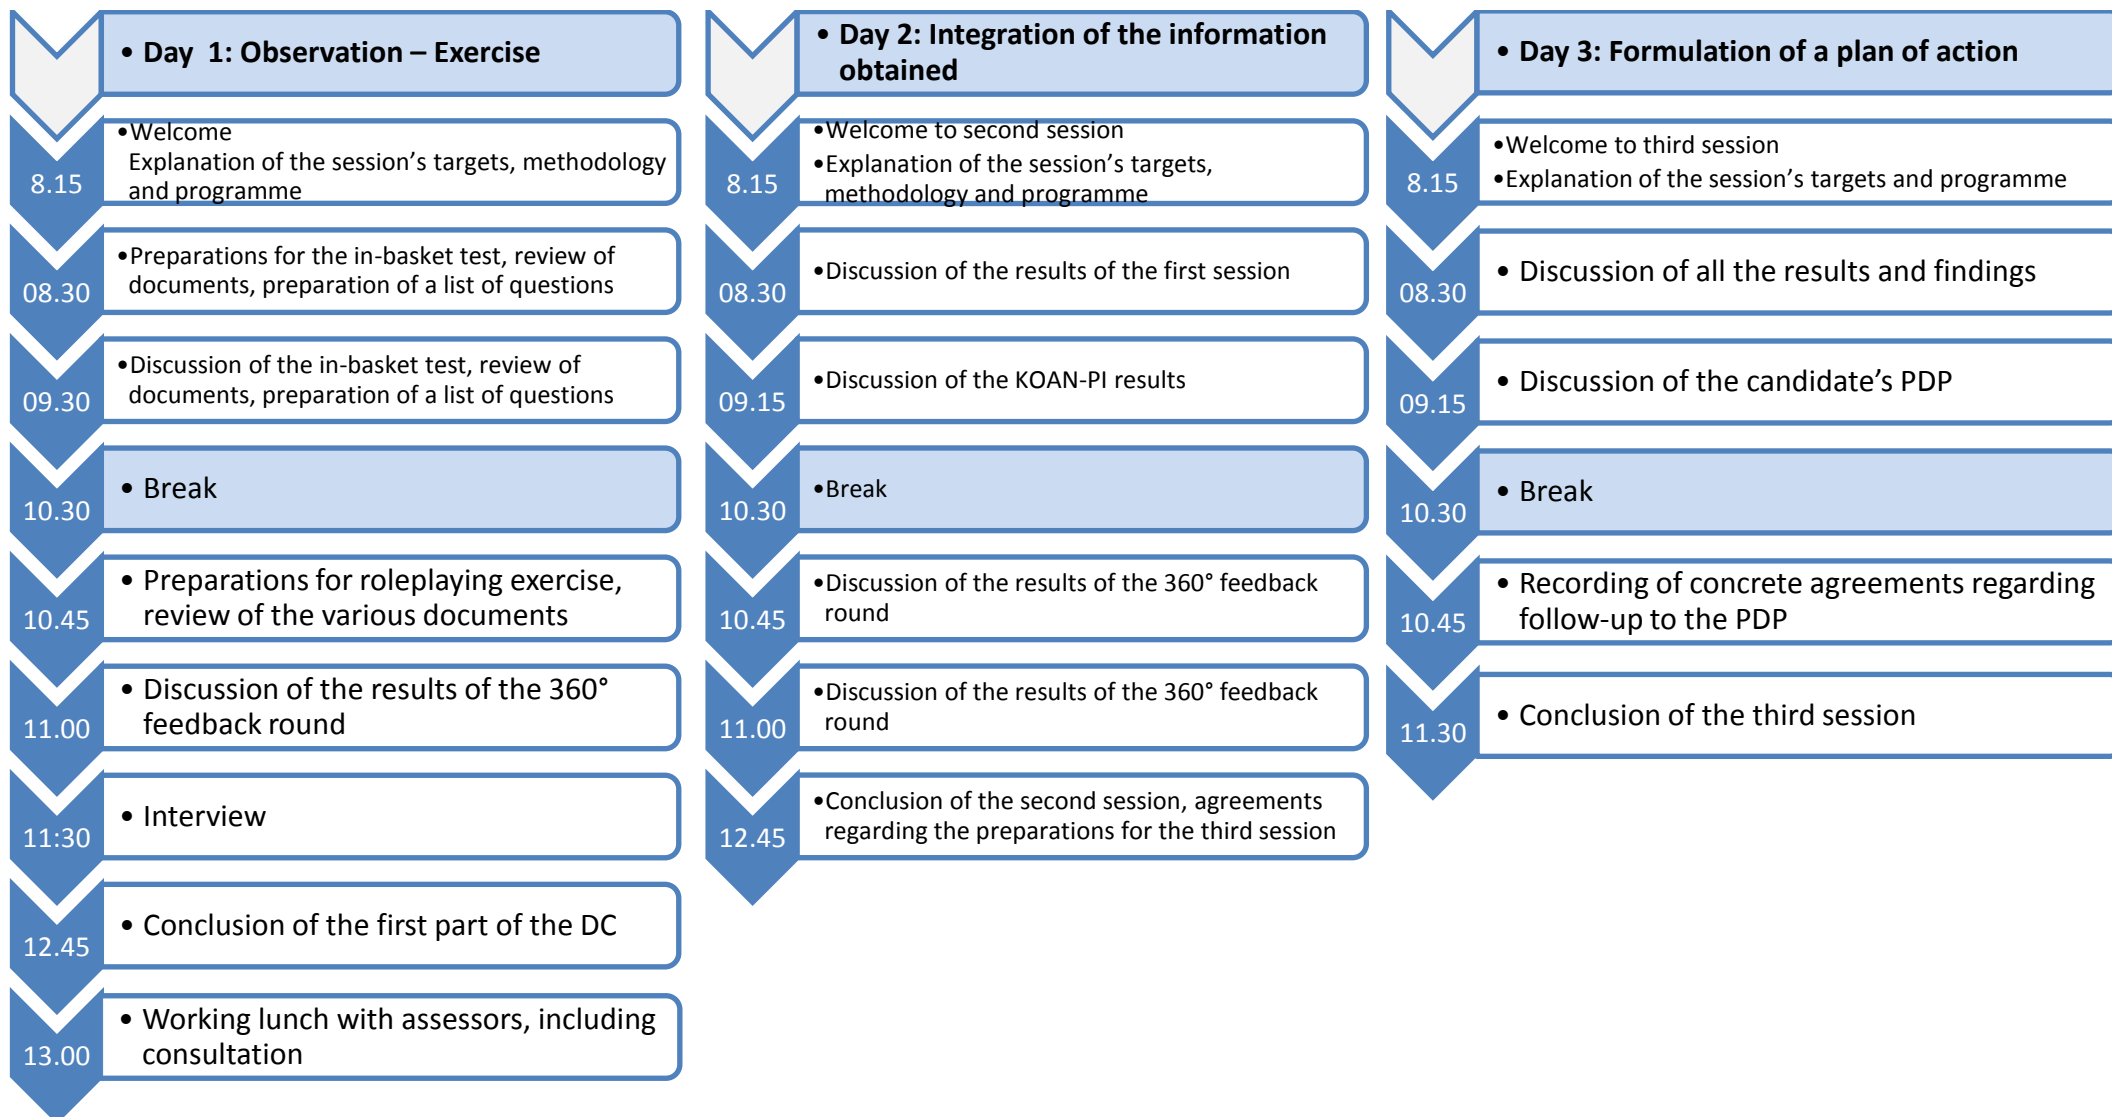 • Day 1: Observation – Exercise
8.15
•Welcome
Explanation of the session's targets, methodology
and programme
08.30
•Preparations for the in-basket test, review of
documents, preparation of a list of questions
09.30
•Discussion of the in-basket test, review of
documents, preparation of a list of questions
10.30
• Break
10.45
• Preparations for roleplaying exercise,
review of the various documents
11.00
• Discussion of the results of the 360°
feedback round
11:30
• Interview
12.45
• Conclusion of the first part of the DC
13.00
• Working lunch with assessors, including
consultation
• Day 2: Integration of the information
obtained
8.15
•Welcome to second session
•Explanation of the session's targets,
methodology and programme
08.30
•Discussion of the results of the first session
09.15
•Discussion of the KOAN-PI results
10.30
•Break
10.45
•Discussion of the results of the 360° feedback
round
11.00
•Discussion of the results of the 360° feedback
round
12.45
•Conclusion of the second session, agreements
regarding the preparations for the third session
• Day 3: Formulation of a plan of action
8.15
•Welcome to third session
•Explanation of the session's targets and programme
08.30
• Discussion of all the results and findings
09.15
• Discussion of the candidate's PDP
10.30
• Break
10.45
• Recording of concrete agreements regarding
follow-up to the PDP
11.30
• Conclusion of the third session